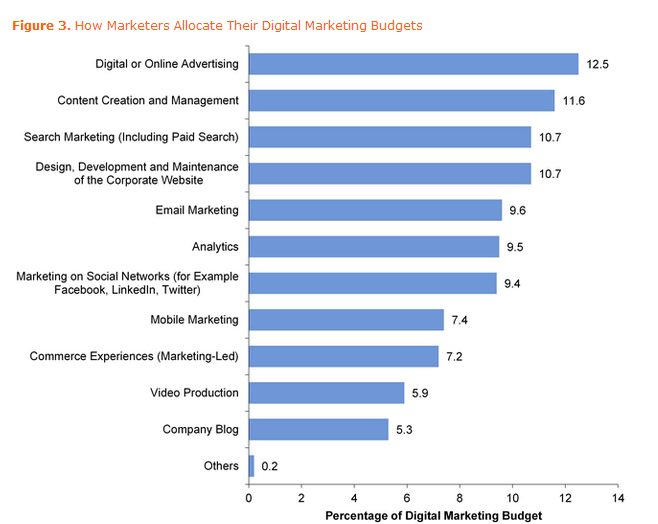 Figure 3. How Marketers Allocate Their Digital Marketing Budgets
Digital or Online Advertising 12.5
Content Creation and Management 11.6
Search Marketing (Including Paid Search) 10.7
Design, Development and Maintenance
of the Corporate Website 10.7
Email Marketing 9.6
Analytics 9.5
Marketing on Social Networks (for Example
Facebook, LinkedIn, Twitter) 9.4
Mobile Marketing 7.4
Commerce Experiences (Marketing-Led) 7.2
Video Production 5.9
Company Blog 5.3
Others 0.2
0 2 4 6 8 10 12 14
Percentage of Digital Marketing Budget